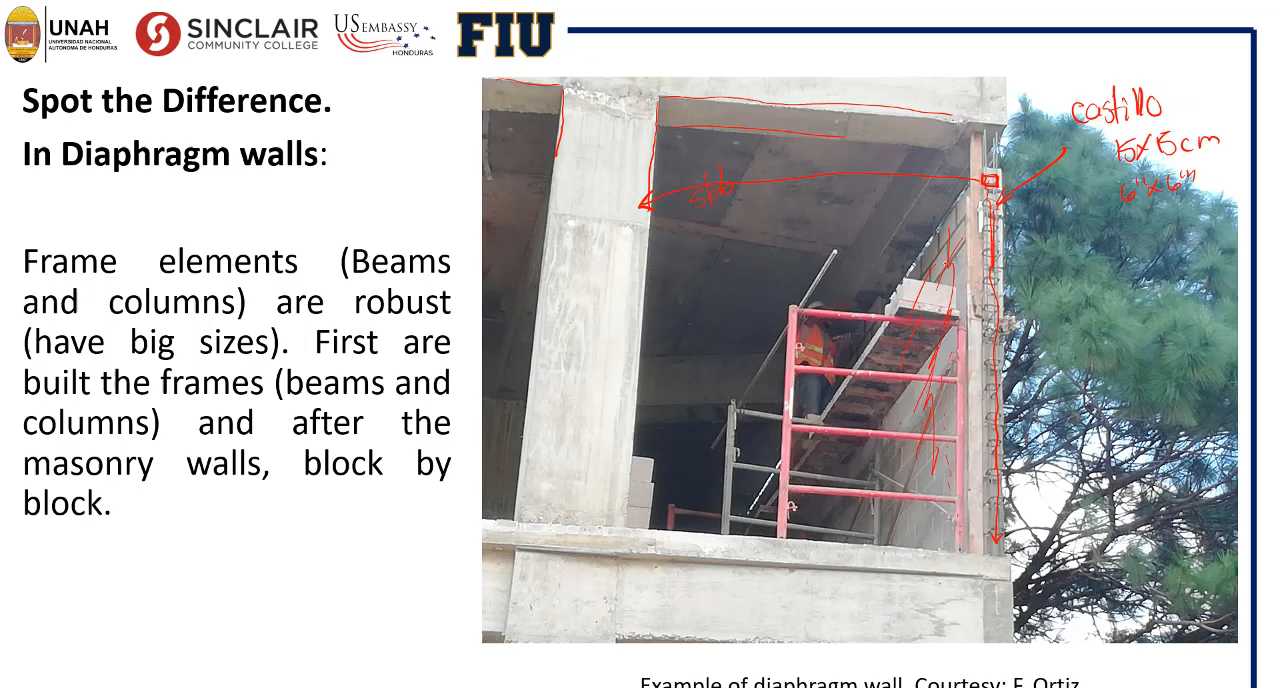 UNAH
UNIVERSIDAD NACIONAL
AUTÓNOMA DE HONDURAS
SINCLAIR
COMMUNITY COLLEGE
US EMBASSY
HONDURAS
FIU
Spot the Difference.
In Diaphragm walls:
Frame elements (Beams
and columns) are robust
(have big sizes). First are
built the frames (beams and
columns) and after the
masonry walls, block by
block.
castillo
15x15cm
6"x6"
Example of diaphragm wall. Courtesy: F. Ortiz